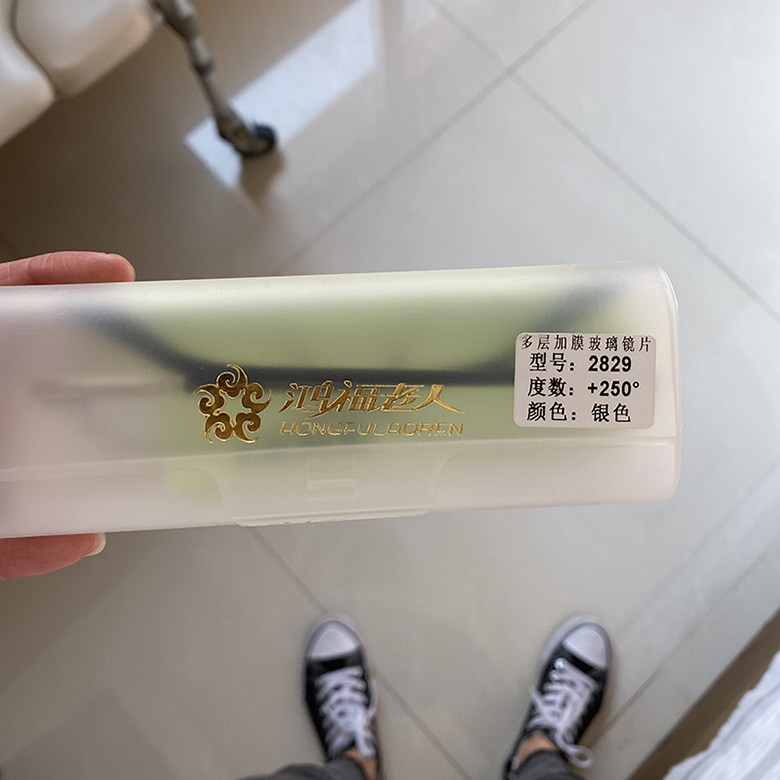 鸿福老人
HONGFULAOREN
多层加膜玻璃镜片
型号：2829
度数：+250°
颜色：银色